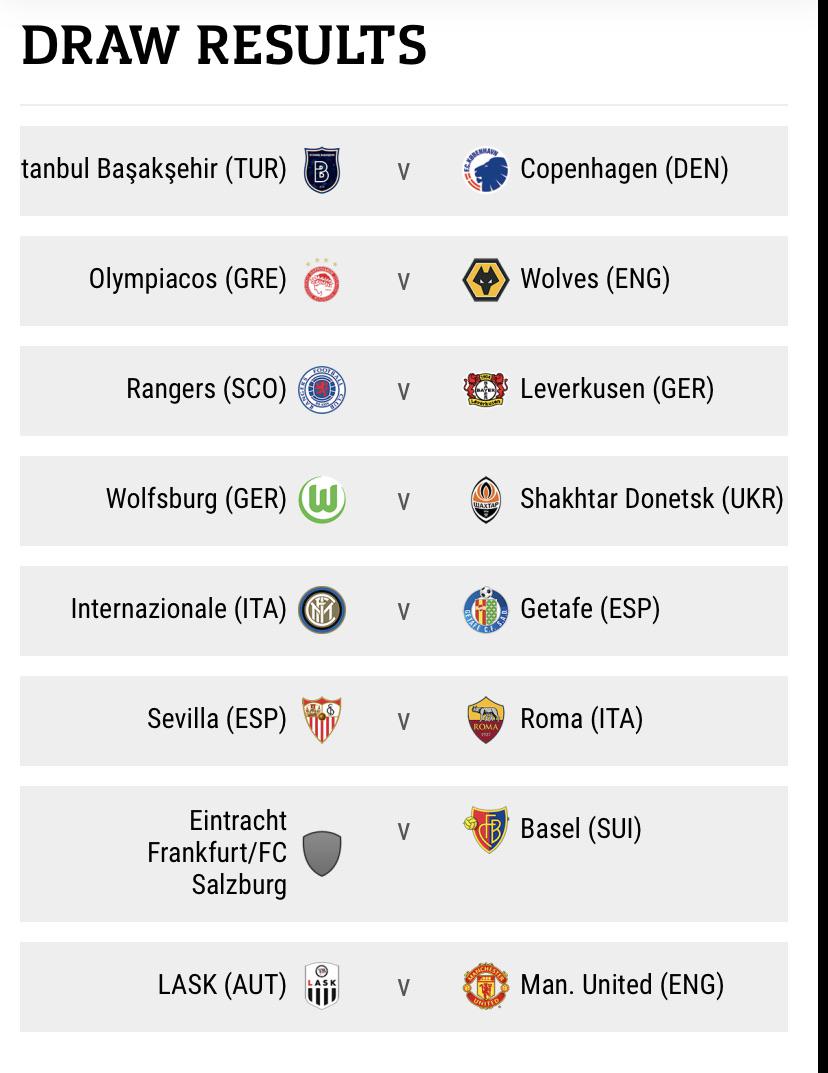 DRAW RESULTS
tanbul Başakşehir (TUR) v Copenhagen (DEN)
Olympiacos (GRE) v Wolves (ENG)
Rangers (SCO) v Leverkusen (GER)
Wolfsburg (GER) v Shakhtar Donetsk (UKR)
Internazionale (ITA) v Getafe (ESP)
Sevilla (ESP) v Roma (ITA)
Eintracht
Frankfurt/FC
Salzburg
v Basel (SUI)
LASK (AUT) v Man. United (ENG)